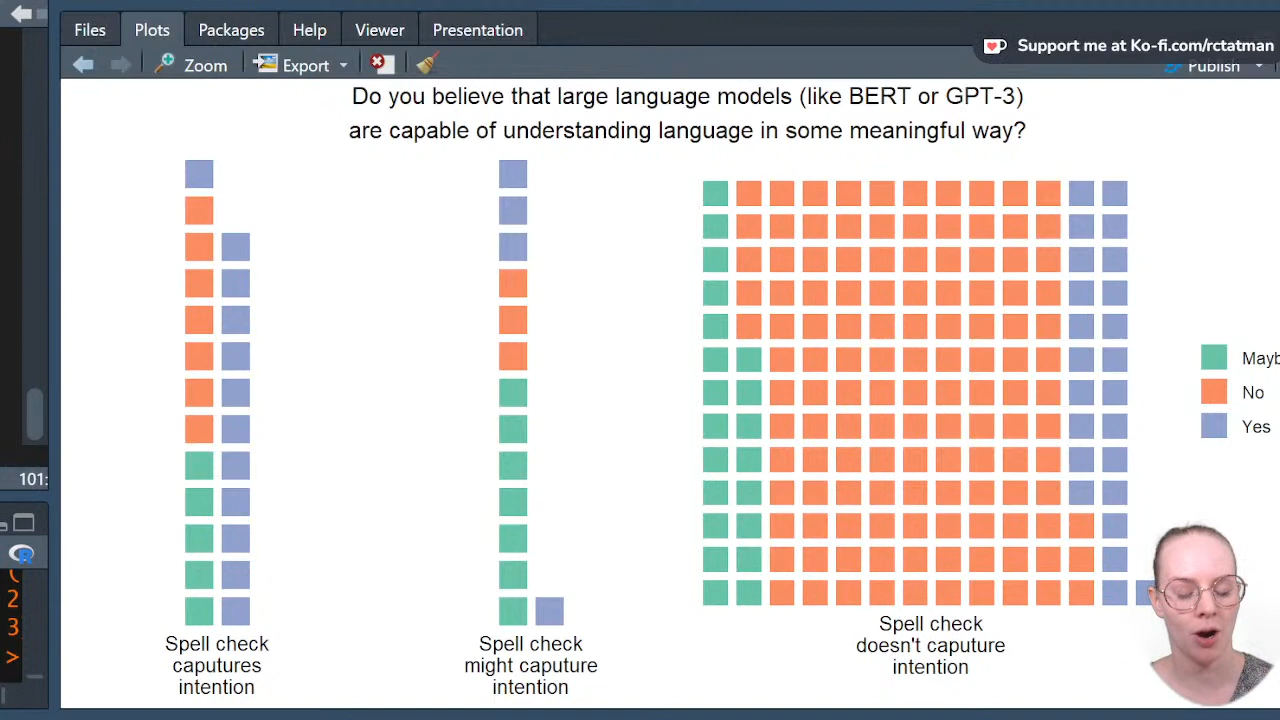 Files Plots Packages Help Viewer Presentation
Support me at Ko-fi.com/rctatman
Zoom Export Publish
Do you believe that large language models (like BERT or GPT-3)
are capable of understanding language in some meaningful way?
Mayb
No
Yes
101:
2
3
>
Spell check
caputures
intention
Spell check
might caputure
intention
Spell check
doesn't caputure
intention